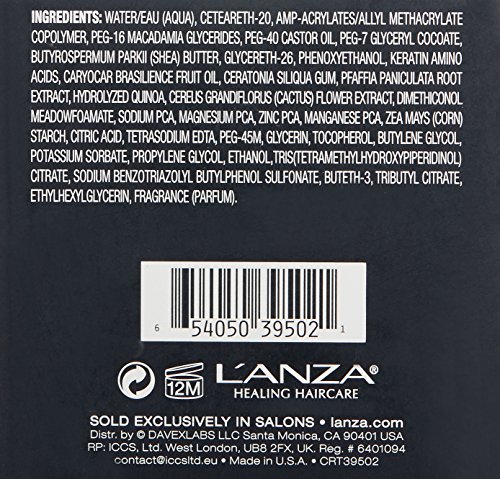 INGREDIENTS: WATER/EAU (AQUA), CETEARETH-20, AMP-ACRYLATES/ALLYL METHACRYLATE
COPOLYMER, PEG-16 MACADAMIA GLYCERIDES, PEG-40 CASTOR OIL, PEG-7 GLYCERYL COCOATE,
BUTYROSPERMUM PARKII (SHEA) BUTTER, GLYCERETH-26, PHENOXYETHANOL, KERATIN AMINO
ACIDS, CARYOCAR BRASILIENCE FRUIT OIL, CERATONIA SILIQUA GUM, PFAFFIA PANICULATA ROOT
EXTRACT, HYDROLYZED QUINOA, CEREUS GRANDIFLORUS (CACTUS) FLOWER EXTRACT, DIMETHICONOL
MEADOWFOAMATE, SODIUM PCA, MAGNESIUM PCA, ZINC PCA, MANGANESE PCA, ZEA MAYS (CORN)
STARCH, CITRIC ACID, TETRASODIUM EDTA, PEG-45M, GLYCERIN, TOCOPHEROL, BUTYLENE GLYCOL,
POTASSIUM SORBATE, PROPYLENE GLYCOL, ETHANOL,TRIS(TETRAMETHYLHYDROXYPIPERIDINOL)
CITRATE, SODIUM BENZOTRIAZOLYL BUTYLPHENOL SULFONATE, BUTETH-3, TRIBUTYL CITRATE,
ETHYLHEXYLGLYCERIN, FRAGRANCE (PARFUM).
6 54050 39502 1
12M L'ANZA®
HEALING HAIRCARE
SOLD EXCLUSIVELY IN SALONS • lanza.com
Distr. by © DAVEXLABS LLC Santa Monica, CA 90401 USA
RP: ICCS, Ltd. West London, UB8 2FX, UK. Reg # 6401094
contact@iccsltd.eu • Made in U.S.A. • CRT39502